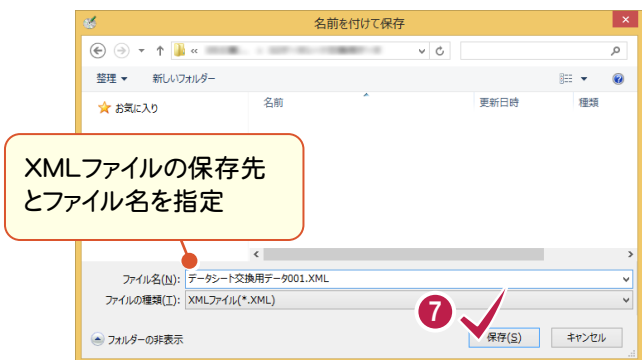 名前を付けて保存
整理 新しいフォルダー
お気に入り
名前 更新日時 種類
XMLファイルの保存先
とファイル名を指定
ファイル名(N): データシート交換用データ001.XML
ファイルの種類(T): XMLファイル(*.XML)
7
フォルダーの非表示 保存(S) キャンセル